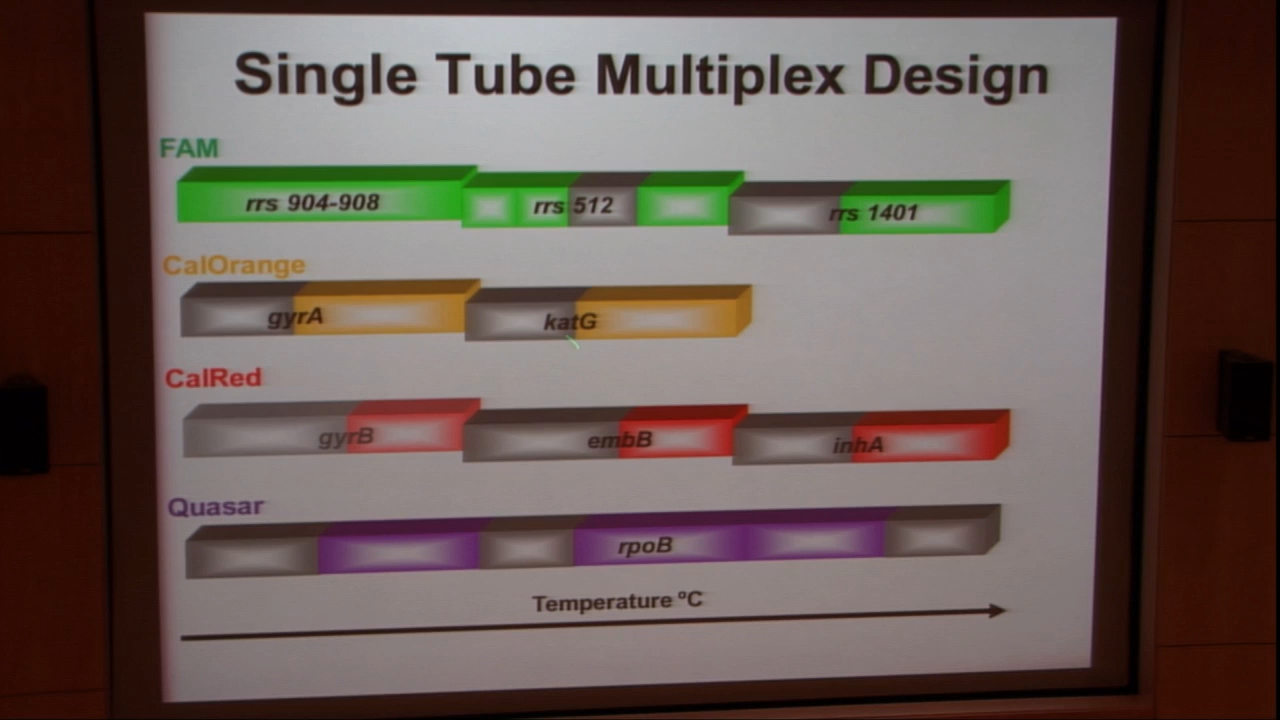 Single Tube Multiplex Design
FAM
rrs 904-908
rrs 512
rrs 1401
CalOrange
gyrA
katG
CalRed
gyrB
embB
inhA
Quasar
rpoB
Temperature ºC